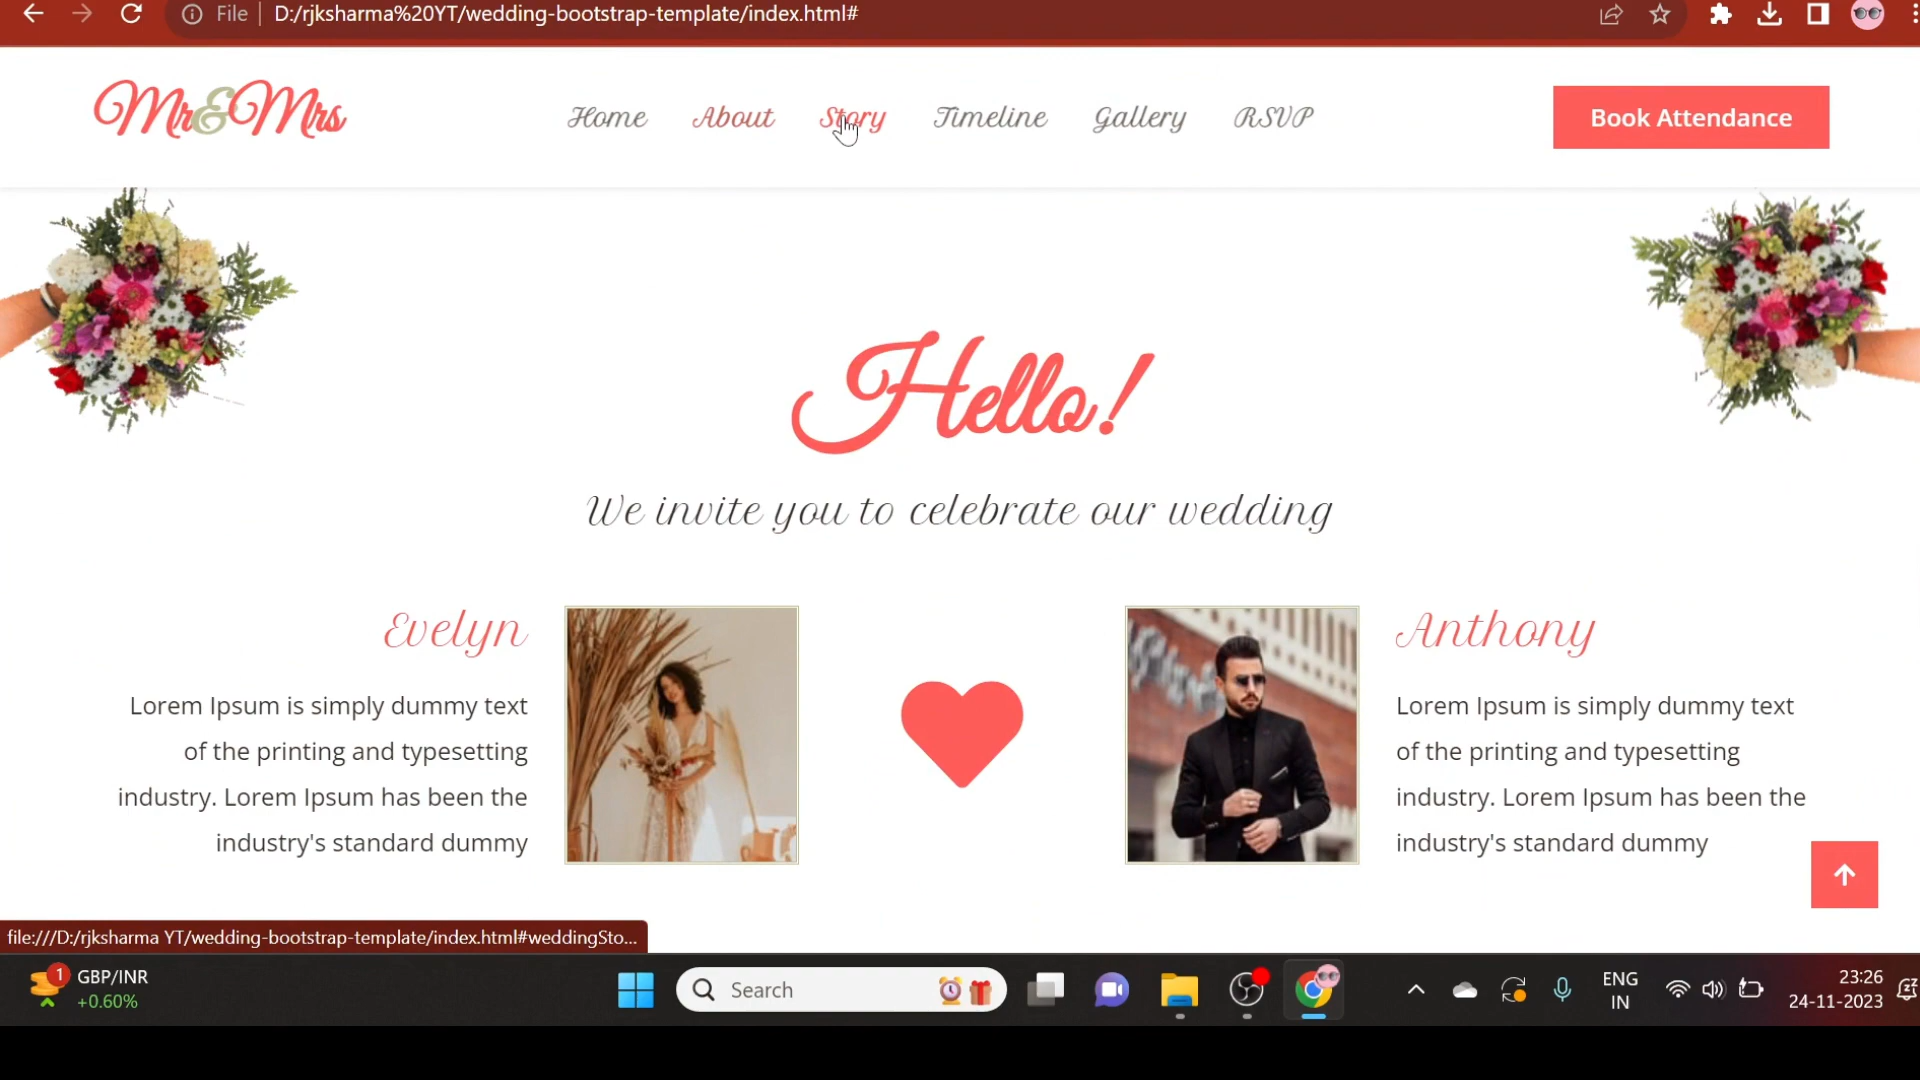 File D:/rjksharma%20YT/wedding-bootstrap-template/index.html#
Mr&Mrs
Home About Story Timeline Gallery RSVP
Book Attendance
Hello!
We invite you to celebrate our wedding
Evelyn
Lorem Ipsum is simply dummy text
of the printing and typesetting
industry. Lorem Ipsum has been the
industry's standard dummy
Anthony
Lorem Ipsum is simply dummy text
of the printing and typesetting
industry. Lorem Ipsum has been the
industry's standard dummy
file:///D:/rjksharma YT/wedding-bootstrap-template/index.html#weddingSto...
1
GBP/INR
+0.60%
Search
ENG
IN
23:26
24-11-2023